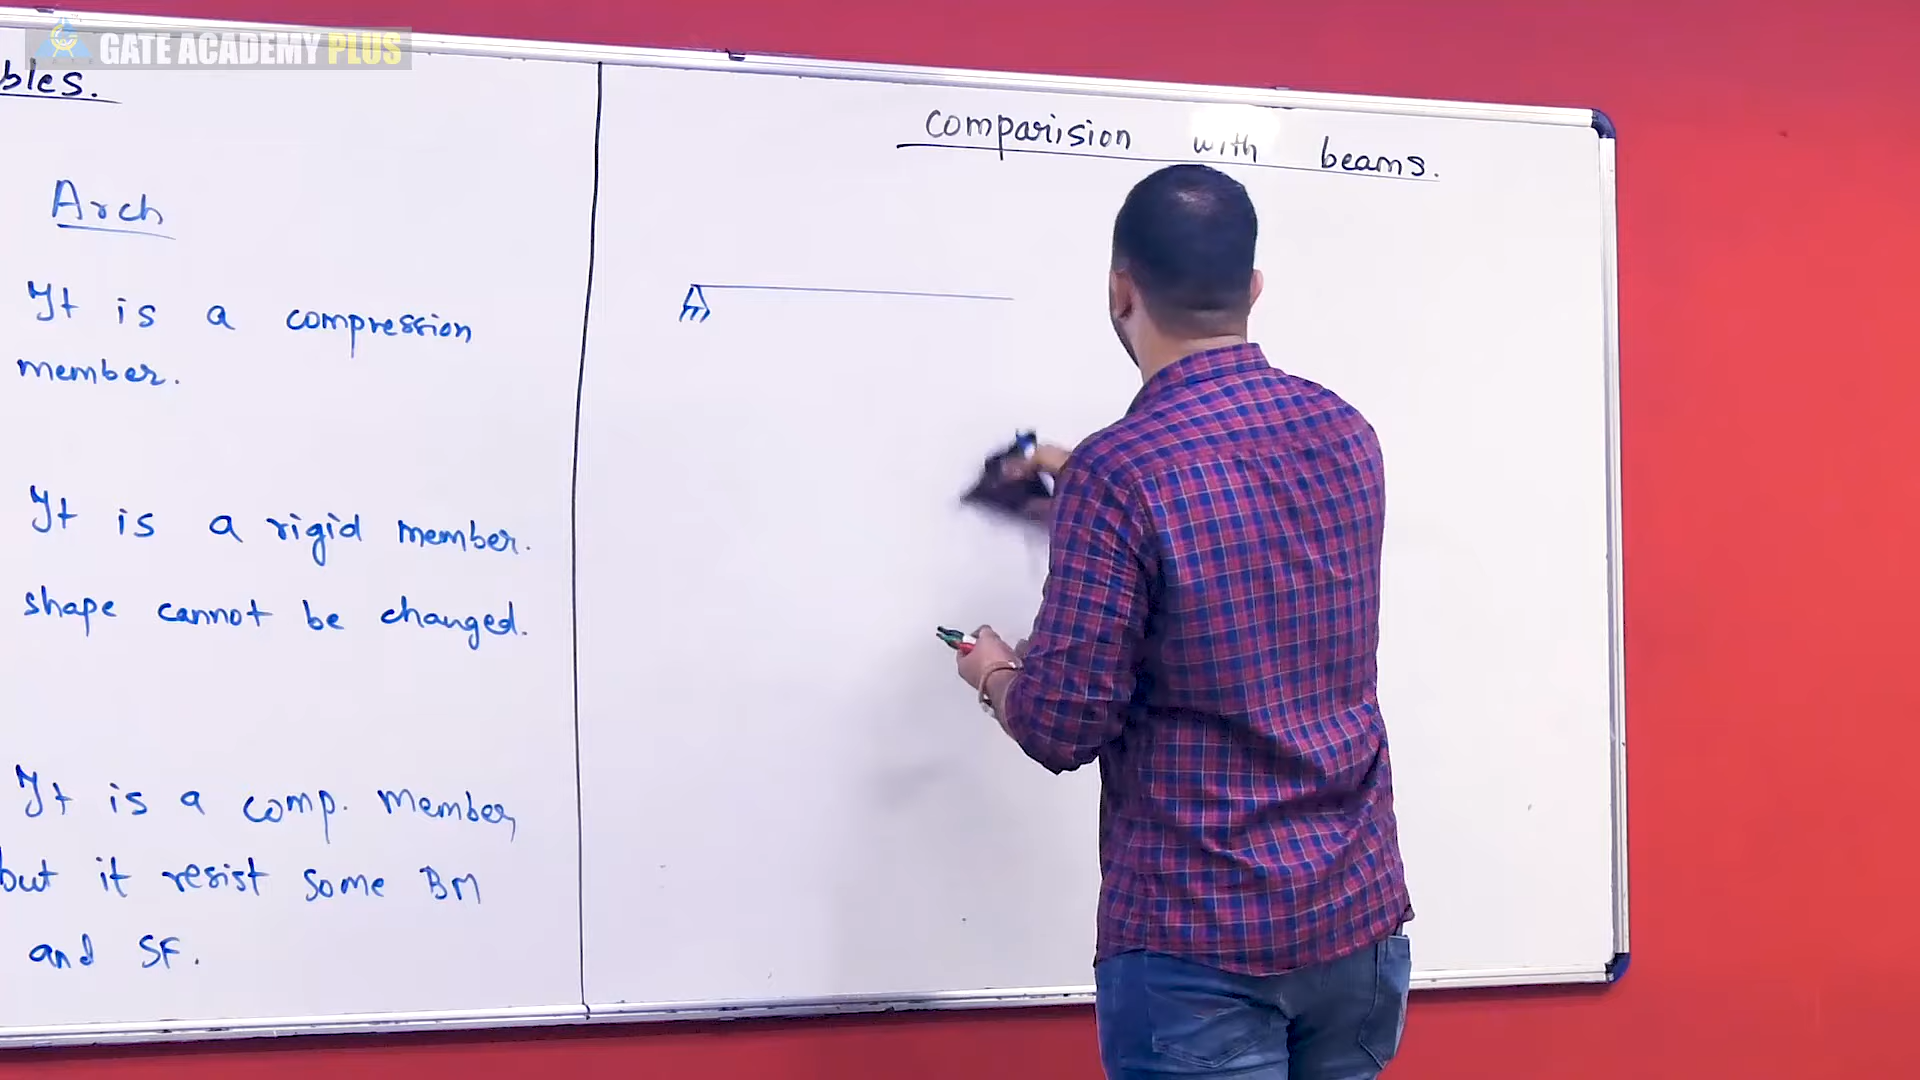 GATE ACADEMY PLUS
bles.
Arch
It is a compression
member.
It is a rigid member.
shape cannot be changed.
It is a comp. member,
but it resist some BM
and SF.
comparision with beams.